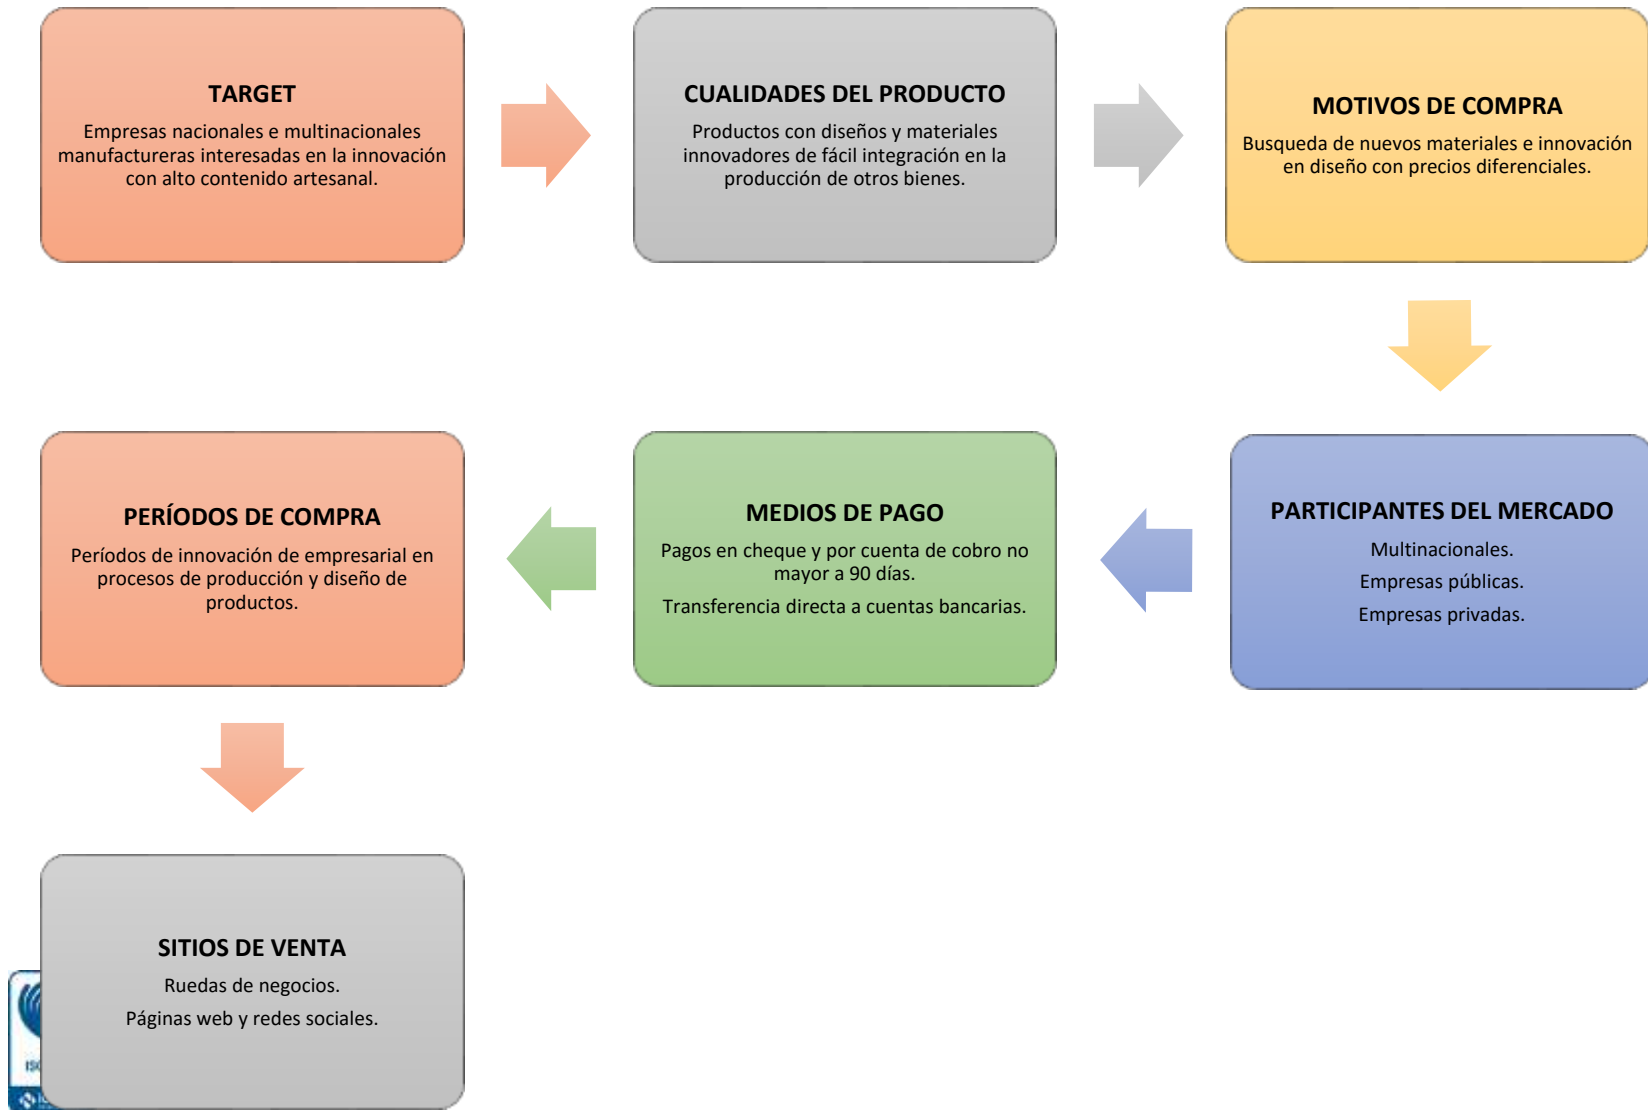 TARGET
Empresas nacionales e multinacionales
manufactureras interesadas en la innovación
con alto contenido artesanal.
CUALIDADES DEL PRODUCTO
Productos con diseños y materiales
innovadores de fácil integración en la
producción de otros bienes.
MOTIVOS DE COMPRA
Busqueda de nuevos materiales e innovación
en diseño con precios diferenciales.
PARTICIPANTES DEL MERCADO
Multinacionales.
Empresas públicas.
Empresas privadas.
MEDIOS DE PAGO
Pagos en cheque y por cuenta de cobro no
mayor a 90 días.
Transferencia directa a cuentas bancarias.
PERÍODOS DE COMPRA
Períodos de innovación de empresarial en
procesos de producción y diseño de
productos.
SITIOS DE VENTA
Ruedas de negocios.
Páginas web y redes sociales.